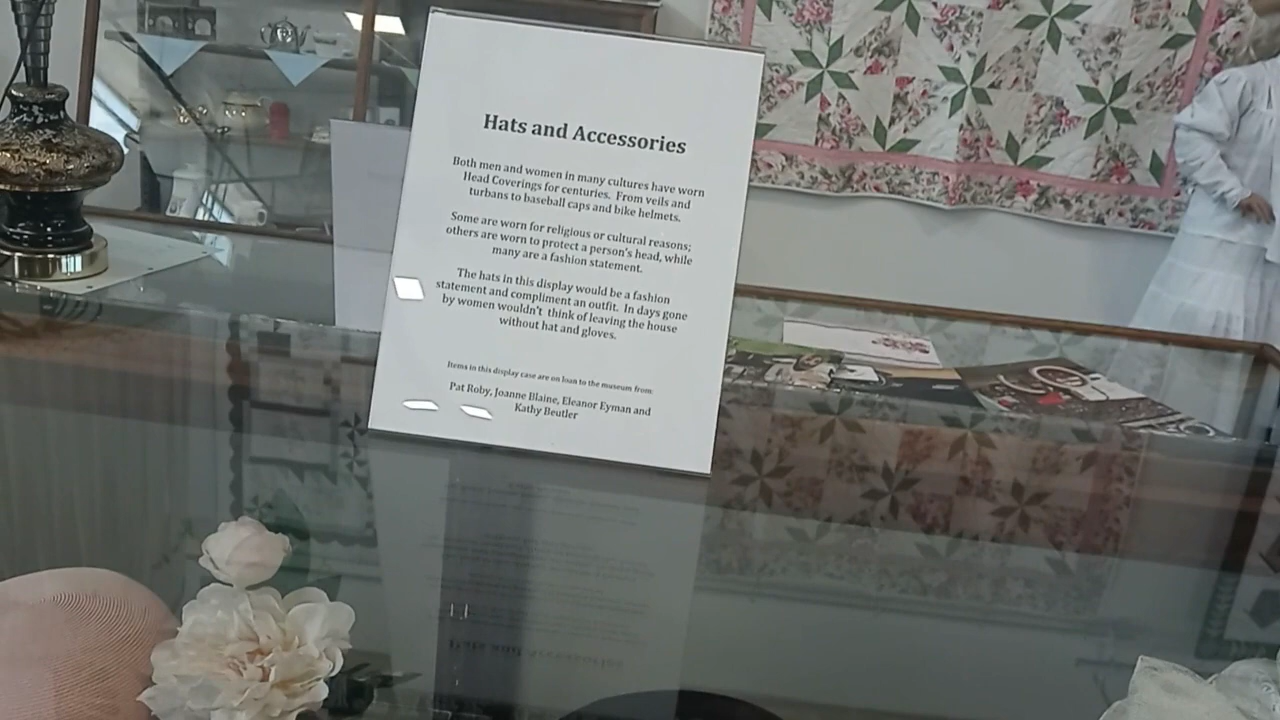 Hats and Accessories
Both men and women in many cultures have worn
Head Coverings for centuries. From veils and
turbans to baseball caps and bike helmets.
Some are worn for religious or cultural reasons;
others are worn to protect a person's head, while
many are a fashion statement.
The hats in this display would be a fashion
statement and compliment an outfit. In days gone
by women wouldn't think of leaving the house
without hat and gloves.
Items in this display case are on loan to the museum from:
Pat Roby, Joanne Blaine, Eleanor Eyman and
Kathy Beutler